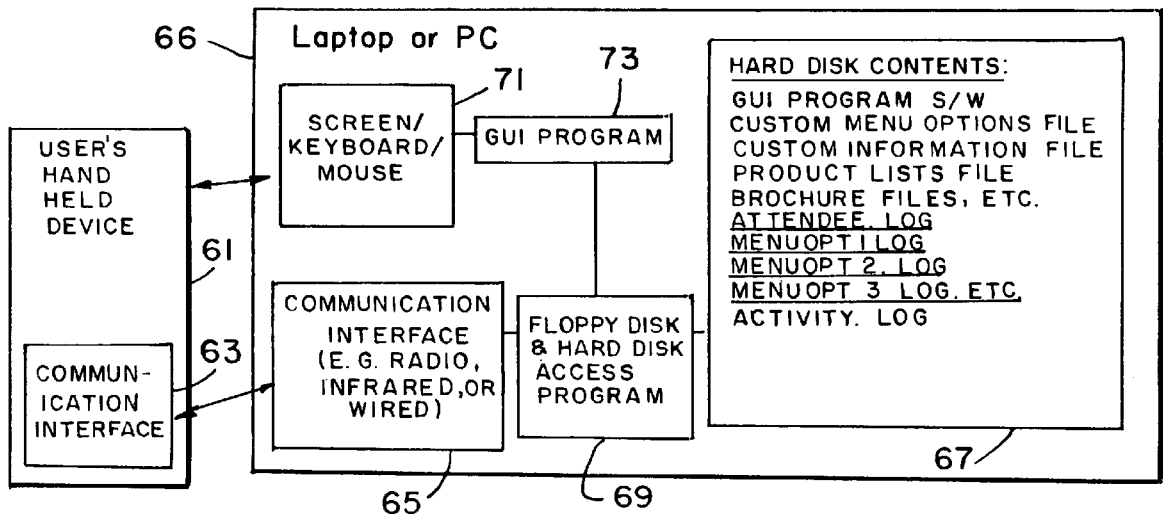 66
Laptop or PC
71
73
SCREEN/
KEYBOARD/
MOUSE
GUI PROGRAM
HARD DISK CONTENTS:
GUI PROGRAM S/W
CUSTOM MENU OPTIONS FILE
CUSTOM INFORMATION FILE
PRODUCT LISTS FILE
BROCHURE FILES, ETC.
ATTENDEE. LOG
MENUOPT 1 LOG
MENUOPT 2. LOG
MENUOPT 3 LOG. ETC.
ACTIVITY. LOG
USER'S
HAND
HELD
DEVICE
61
63
COMMUN-
ICATION
INTERFACE
COMMUNICATION
INTERFACE
(E. G. RADIO,
INFRARED, OR
WIRED)
FLOPPY DISK
& HARD DISK
ACCESS
PROGRAM
65
69
67